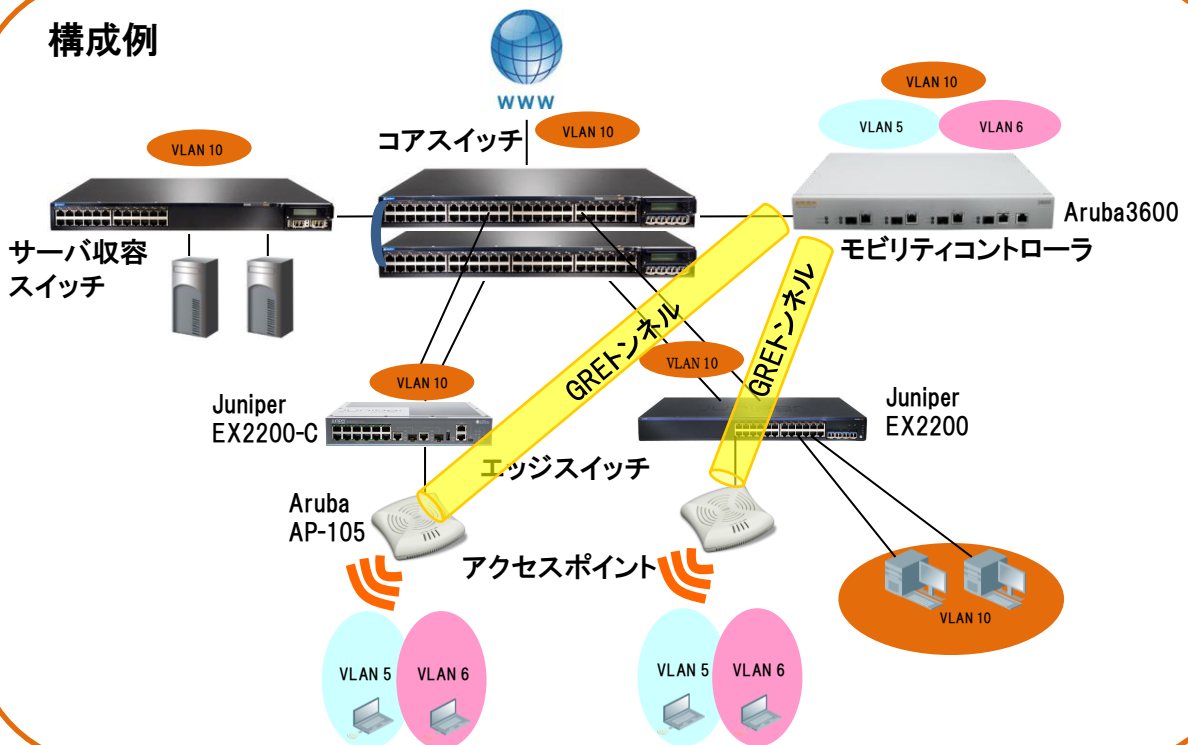 構成例
WWW
コアスイッチ
VLAN 10
VLAN 10
VLAN 10
VLAN 5
VLAN 6
Aruba3600
モビリティコントローラ
サーバ収容
スイッチ
GREトンネル
GREトンネル
VLAN 10
VLAN 10
Juniper
EX2200-C
Juniper
EX2200
エッジスイッチ
Aruba
AP-105
アクセスポイント
VLAN 10
VLAN 5
VLAN 6
VLAN 5
VLAN 6